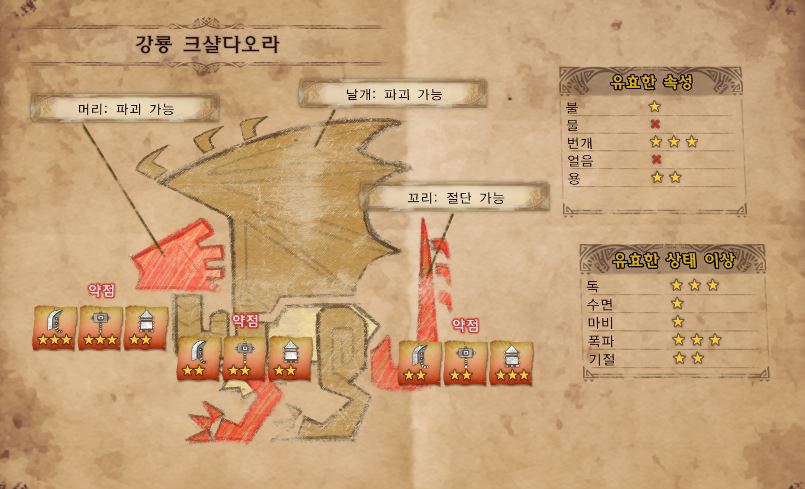 강룡 크샬다오라
머리: 파괴 가능
날개: 파괴 가능
꼬리: 절단 가능
약점
약점
약점
유효한 속성
불
물
번개
얼음
용
유효한 상태 이상
독
수면
마비
폭파
기절